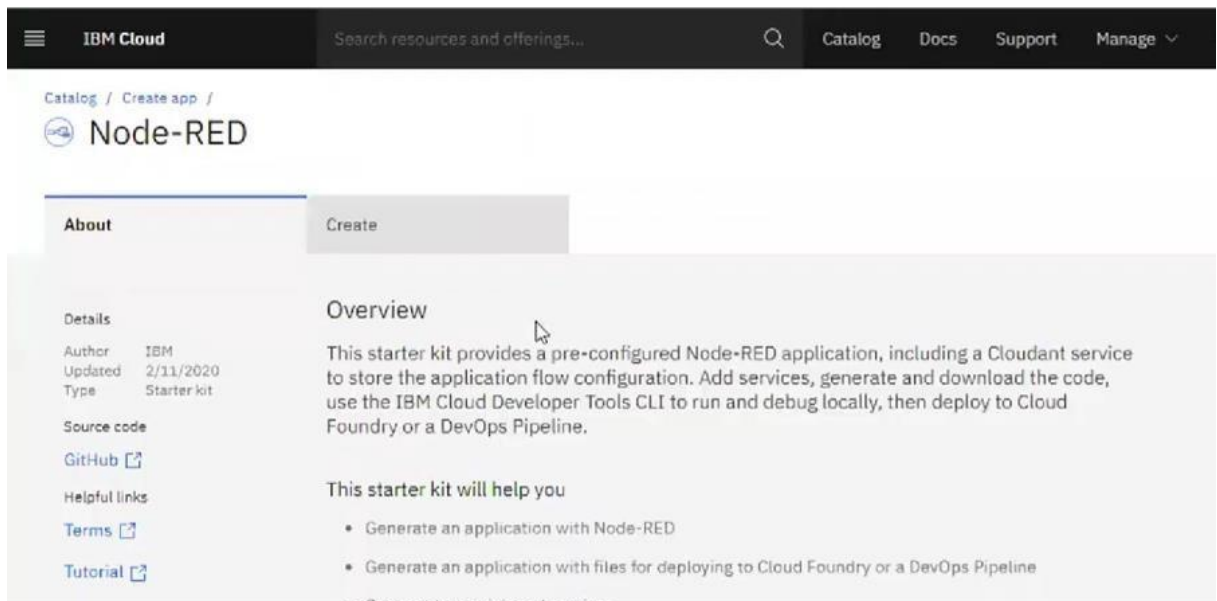 IBM Cloud
Search resources and offerings...
Catalog
Docs
Support
Manage
Catalog / Create app /
Node-RED
About
Create
Details
Author IBM
Updated 2/11/2020
Type Starter kit
Source code
GitHub
Helpful links
Terms
Tutorial
Overview
This starter kit provides a pre-configured Node-RED application, including a Cloudant service
to store the application flow configuration. Add services, generate and download the code,
use the IBM Cloud Developer Tools CLI to run and debug locally, then deploy to Cloud
Foundry or a DevOps Pipeline.
This starter kit will help you
• Generate an application with Node-RED
• Generate an application with files for deploying to Cloud Foundry or a DevOps Pipeline